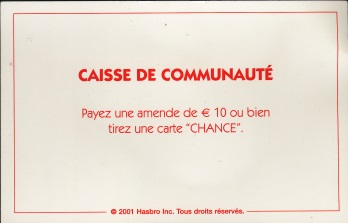 CAISSE DE COMMUNAUTÉ
Payez une amende de € 10 ou bien
tirez une carte "CHANCE".
© 2001 Hasbro Inc. Tous droits réservés.